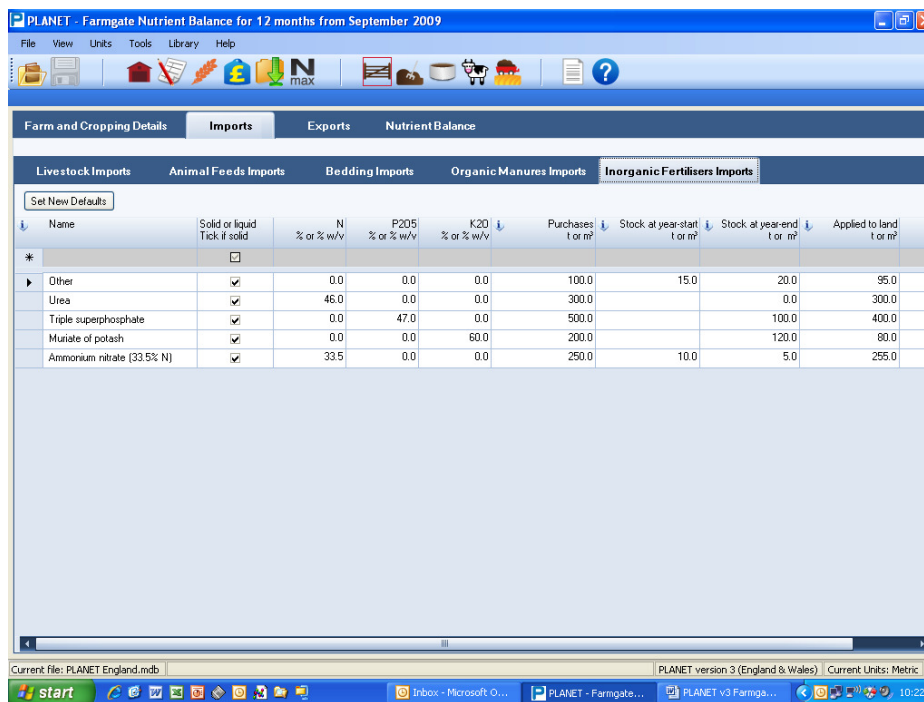 PLANET - Farmgate Nutrient Balance for 12 months from September 2009
File View Units Tools Library Help
N max
Farm and Cropping Details Imports Exports Nutrient Balance
Livestock Imports Animal Feeds Imports Bedding Imports Organic Manures Imports Inorganic Fertilisers Imports
Set New Defaults
Name Solid or liquid N P205 K20 Purchases Stock at year-start Stock at year-end Applied to land
Tick if solid % or % w/v % or % w/v % or % w/v t or m³ t or m³ t or m³ t or m³
Other 0.0 0.0 0.0 100.0 15.0 20.0 95.0
Urea 46.0 0.0 0.0 300.0 0.0 300.0
Triple superphosphate 0.0 47.0 0.0 500.0 100.0 400.0
Muriate of potash 0.0 0.0 60.0 200.0 120.0 80.0
Ammonium nitrate (33.5% N) 33.5 0.0 0.0 250.0 10.0 5.0 255.0
Current file: PLANET England.mdb PLANET version 3 (England & Wales) Current Units: Metric
start Inbox - Microsoft O... PLANET - Farmgate... PLANET v3 Farmga... 10:22